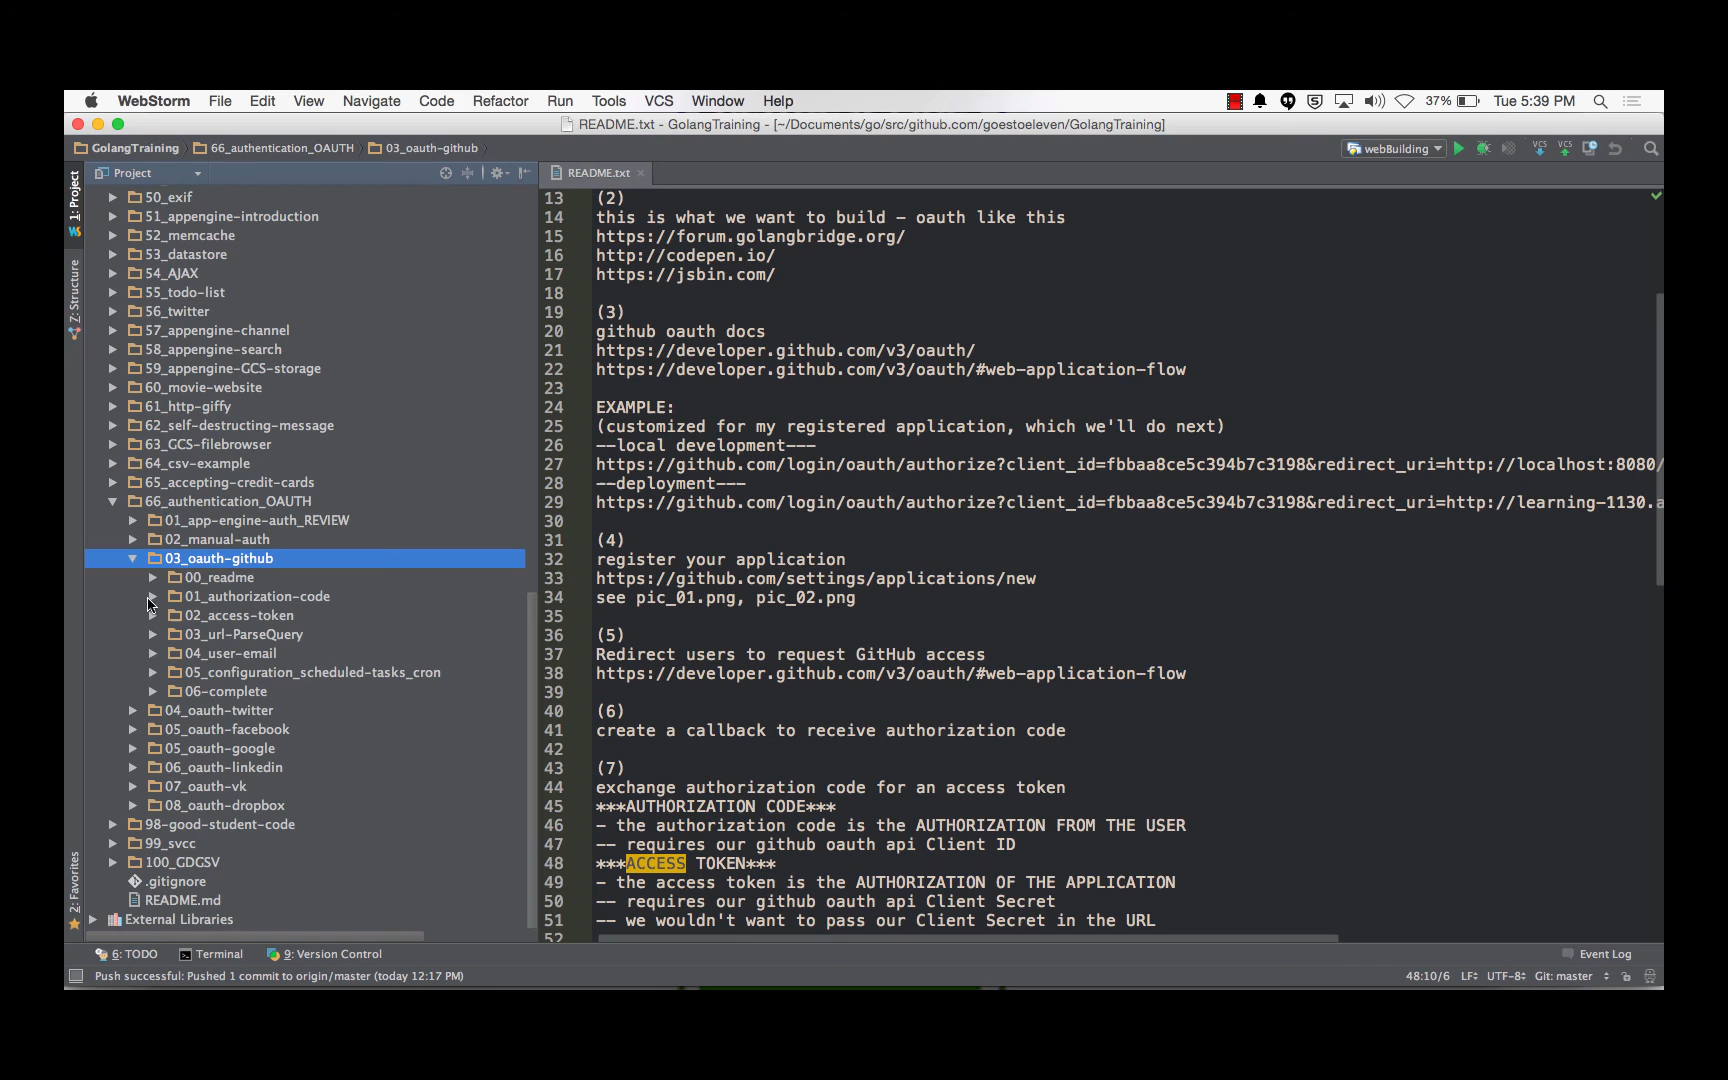 WebStorm File Edit View Navigate Code Refactor Run Tools VCS Window Help 37% Tue 5:39 PM
README.txt - GolangTraining - [~/Documents/go/src/github.com/goestoeleven/GolangTraining]
GolangTraining 66_authentication_OAUTH 03_oauth-github webBuilding VCS VCS
1: Project
Z: Structure
2: Favorites
Project
50_exif
51_appengine-introduction
52_memcache
53_datastore
54_AJAX
55_todo-list
56_twitter
57_appengine-channel
58_appengine-search
59_appengine-GCS-storage
60_movie-website
61_http-giffy
62_self-destructing-message
63_GCS-filebrowser
64_csv-example
65_accepting-credit-cards
66_authentication_OAUTH
01_app-engine-auth_REVIEW
02_manual-auth
03_oauth-github
00_readme
01_authorization-code
02_access-token
03_url-ParseQuery
04_user-email
05_configuration_scheduled-tasks_cron
06-complete
04_oauth-twitter
05_oauth-facebook
05_oauth-google
06_oauth-linkedin
07_oauth-vk
08_oauth-dropbox
98-good-student-code
99_svcc
100_GDGSV
.gitignore
README.md
External Libraries
README.txt
13 (2)
14 this is what we want to build – oauth like this
15 https://forum.golangbridge.org/
16 http://codepen.io/
17 https://jsbin.com/
18
19 (3)
20 github oauth docs
21 https://developer.github.com/v3/oauth/
22 https://developer.github.com/v3/oauth/#web-application-flow
23
24 EXAMPLE:
25 (customized for my registered application, which we'll do next)
26 --local development---
27 https://github.com/login/oauth/authorize?client_id=fbbaa8ce5c394b7c3198&redirect_uri=http://localhost:8080/
28 --deployment---
29 https://github.com/login/oauth/authorize?client_id=fbbaa8ce5c394b7c3198&redirect_uri=http://learning-1130.a
30
31 (4)
32 register your application
33 https://github.com/settings/applications/new
34 see pic_01.png, pic_02.png
35
36 (5)
37 Redirect users to request GitHub access
38 https://developer.github.com/v3/oauth/#web-application-flow
39
40 (6)
41 create a callback to receive authorization code
42
43 (7)
44 exchange authorization code for an access token
45 ***AUTHORIZATION CODE***
46 - the authorization code is the AUTHORIZATION FROM THE USER
47 -- requires our github oauth api Client ID
48 ***ACCESS TOKEN***
49 - the access token is the AUTHORIZATION OF THE APPLICATION
50 -- requires our github oauth api Client Secret
51 -- we wouldn't want to pass our Client Secret in the URL
52
6: TODO Terminal 9: Version Control Event Log
Push successful: Pushed 1 commit to origin/master (today 12:17 PM) 48:10/6 LF UTF-8 Git: master